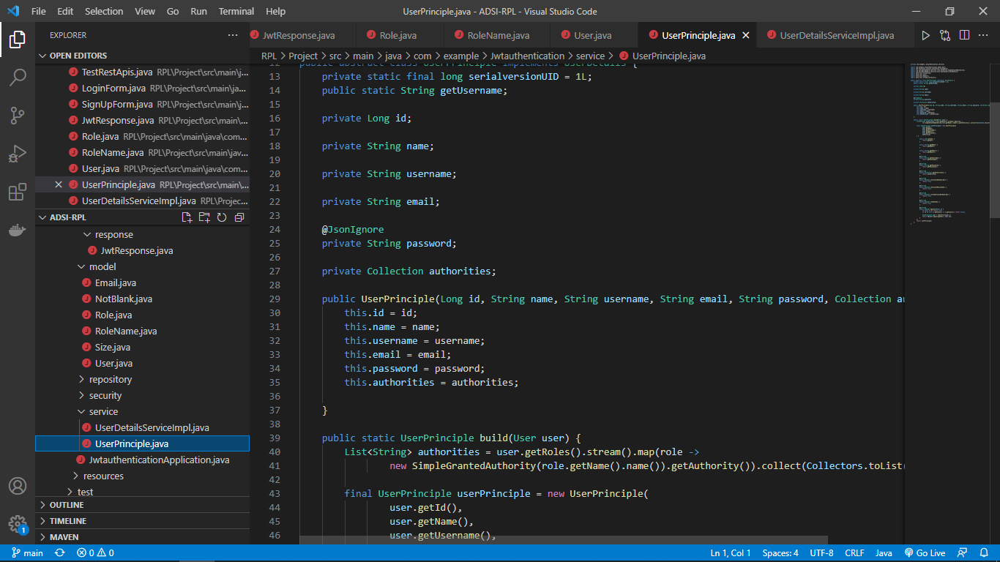 File Edit Selection View Go Run Terminal Help
UserPrinciple.java - ADSI-RPL - Visual Studio Code
EXPLORER
OPEN EDITORS
TestRestApis.java RPL\Project\src\main\j...
LoginForm.java RPL\Project\src\main\ja...
SignUpForm.java RPL\Project\src\main\j...
JwtResponse.java RPL\Project\src\main\...
Role.java RPL\Project\src\main\java\com...
RoleName.java RPL\Project\src\main\jav...
User.java RPL\Project\src\main\java\com...
UserPrinciple.java RPL\Project\src\main\...
UserDetailsServiceImpl.java RPL\Projec...
ADSI-RPL
response
JwtResponse.java
model
Email.java
NotBlank.java
Role.java
RoleName.java
Size.java
User.java
repository
security
service
UserDetailsServiceImpl.java
UserPrinciple.java
JwtauthenticationApplication.java
resources
test
OUTLINE
TIMELINE
MAVEN
JwtResponse.java Role.java RoleName.java User.java UserPrinciple.java UserDetailsServiceImpl.java
RPL > Project > src > main > java > com > example > Jwtauthentication > service > UserPrinciple.java
12 public abstract class UserPrinciple implements UserDetails {
13 private static final long serialversionUID = 1L;
14 public static String getUsername;
15
16 private Long id;
17
18 private String name;
19
20 private String username;
21
22 private String email;
23
24 @JsonIgnore
25 private String password;
26
27 private Collection authorities;
28
29 public UserPrinciple(Long id, String name, String username, String email, String password, Collection au
30 this.id = id;
31 this.name = name;
32 this.username = username;
33 this.email = email;
34 this.password = password;
35 this.authorities = authorities;
36
37 }
38
39 public static UserPrinciple build(User user) {
40 List<String> authorities = user.getRoles().stream().map(role ->
41 new SimpleGrantedAuthority(role.getName().name()).getAuthority()).collect(Collectors.toList(
42
43 final UserPrinciple userPrinciple = new UserPrinciple(
44 user.getId(),
45 user.getName(),
46 user.getUsername(),
1
main 0 0 Ln 1, Col 1 Spaces: 4 UTF-8 CRLF Java Go Live